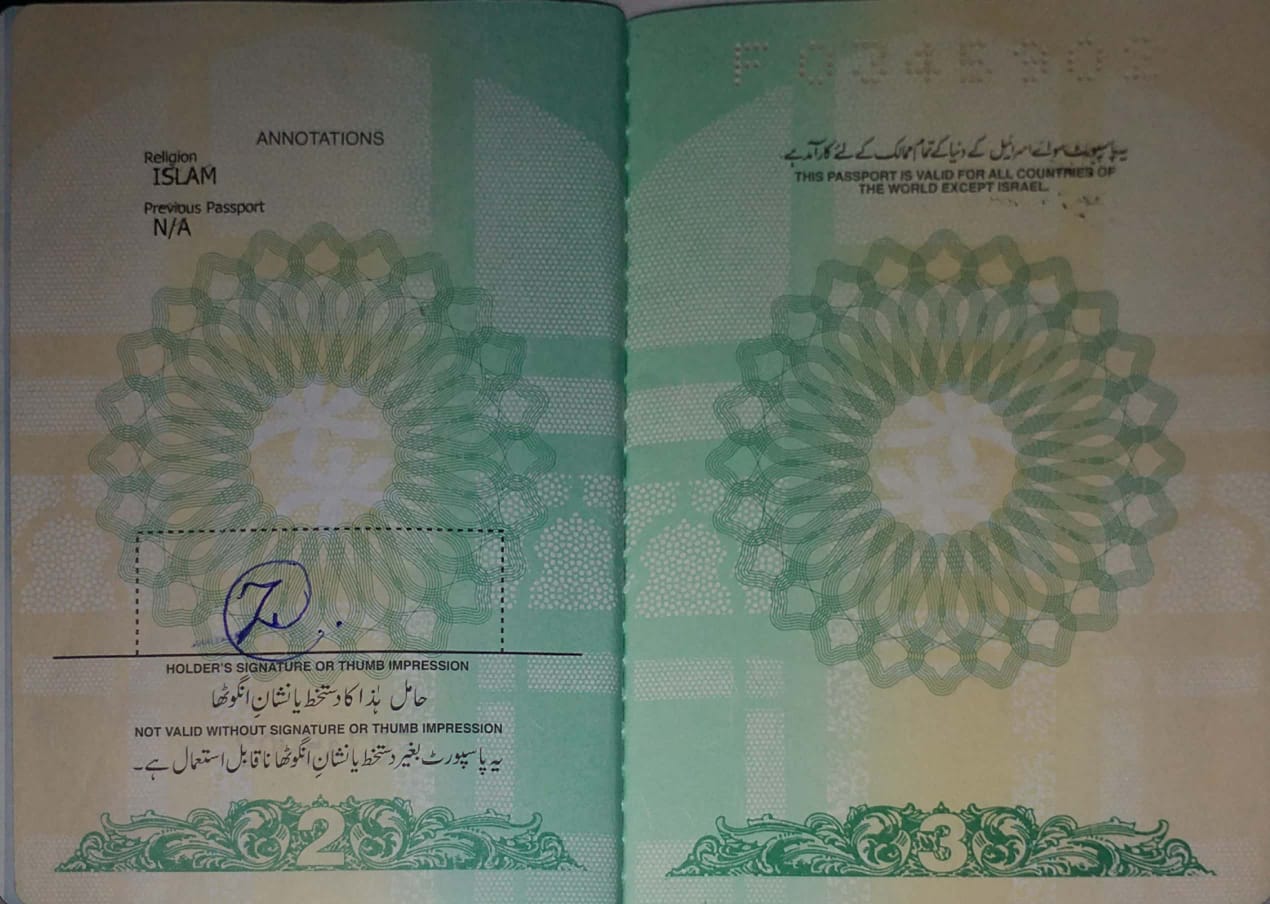 ANNOTATIONS
Religion
ISLAM
Previous Passport
N/A
HOLDER'S SIGNATURE OR THUMB IMPRESSION
حامل ہٰذا کا دستخط یا نشانِ انگوٹھا
NOT VALID WITHOUT SIGNATURE OR THUMB IMPRESSION
یہ پاسپورٹ بغیر دستخط یا نشانِ انگوٹھا ناقابل استعمال ہے۔
2
یہ پاسپورٹ سوائے اسرائیل کے دنیا کے تمام ممالک کے لئے کارآمد ہے
THIS PASSPORT IS VALID FOR ALL COUNTRIES OF
THE WORLD EXCEPT ISRAEL.
3